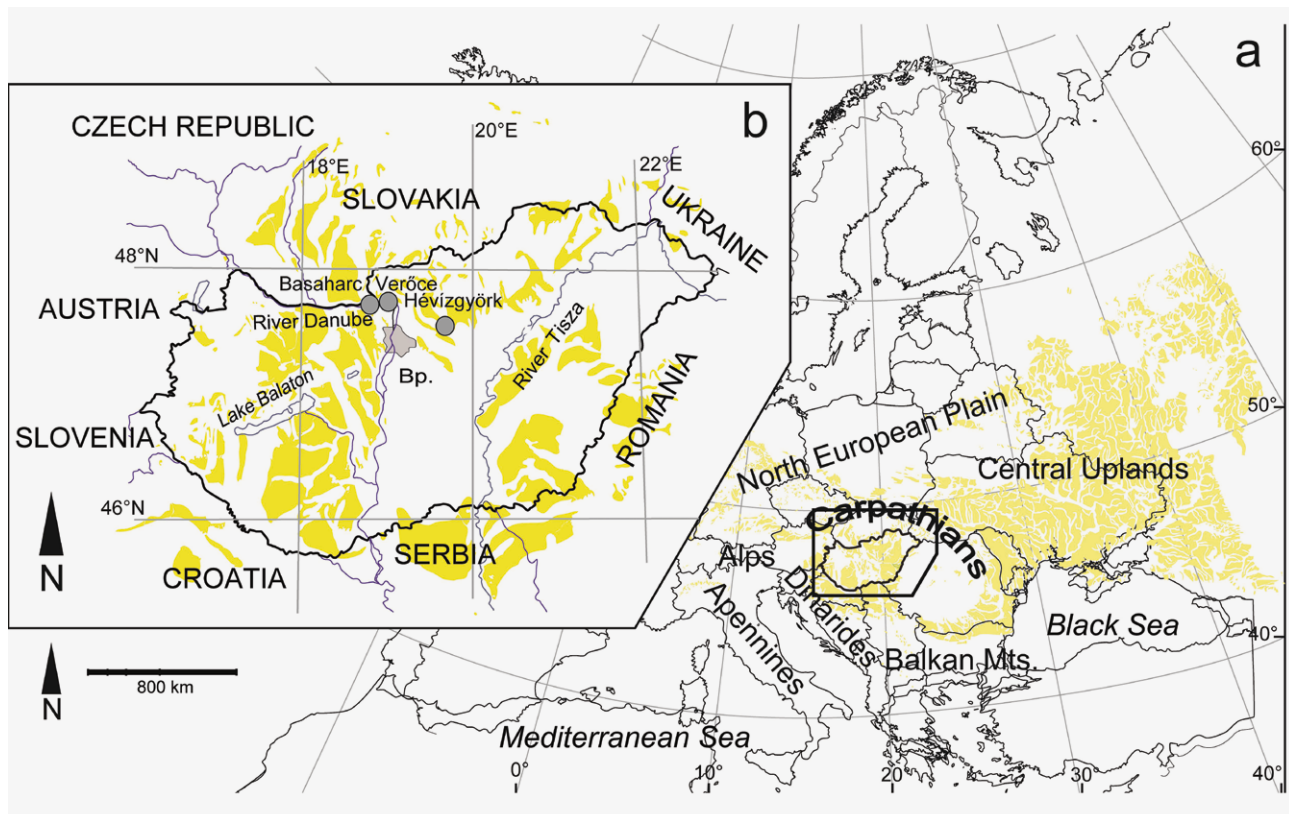 a
b
CZECH REPUBLIC
20°E
18°E
22°E
SLOVAKIA
UKRAINE
48°N
Basaharc
Verőce
Hévízgyörk
AUSTRIA
River Danube
River Tisza
Bp.
Lake Balaton
ROMANIA
SLOVENIA
46°N
SERBIA
CROATIA
N
60°
50°
North European Plain
Central Uplands
Carpathians
Alps
Dinarides
Apennines
Black Sea
40°
Balkan Mts.
N
800 km
Mediterranean Sea
0°
10°
20°
30°
40°